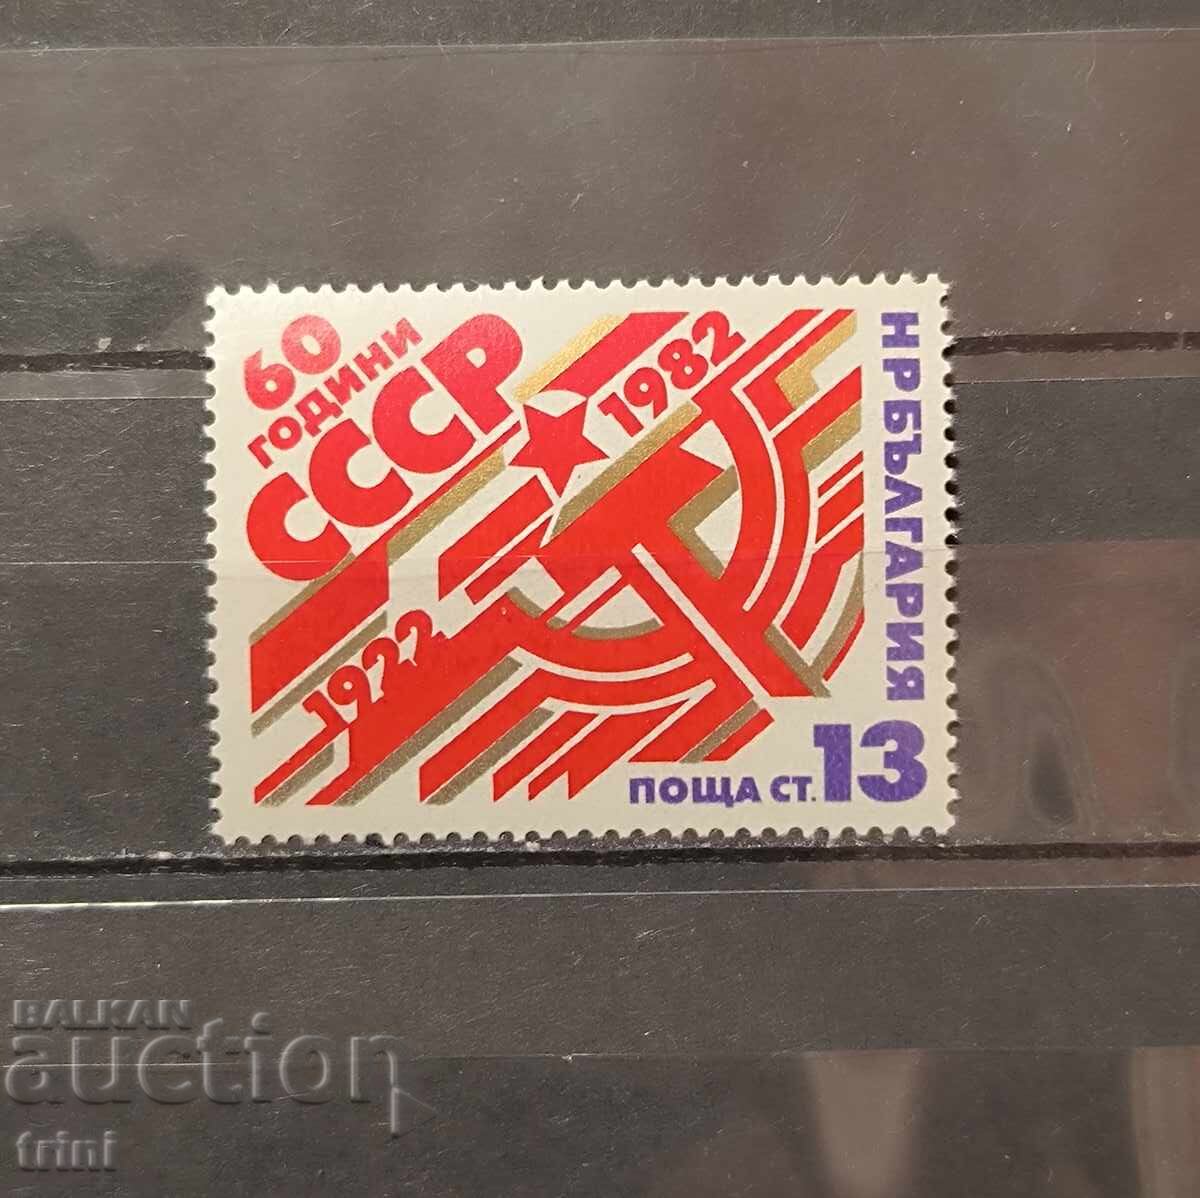 60
ГОДИНИ
СССР
1922
1982
НР БЪЛГАРИЯ
ПОЩА СТ. 13
BALKAN
auction
trini